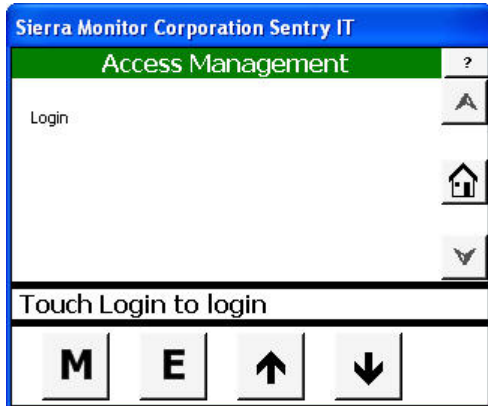 Sierra Monitor Corporation Sentry IT
Access Management
?
Login
Touch Login to login
M
E